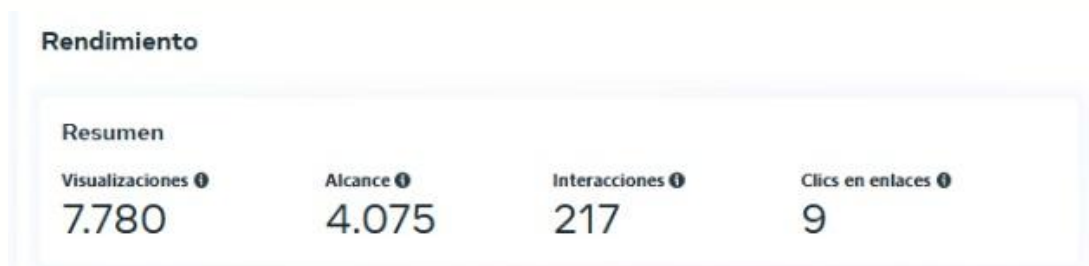 Rendimiento
Resumen
Visualizaciones Alcance Interacciones Clics en enlaces
7.780 4.075 217 9